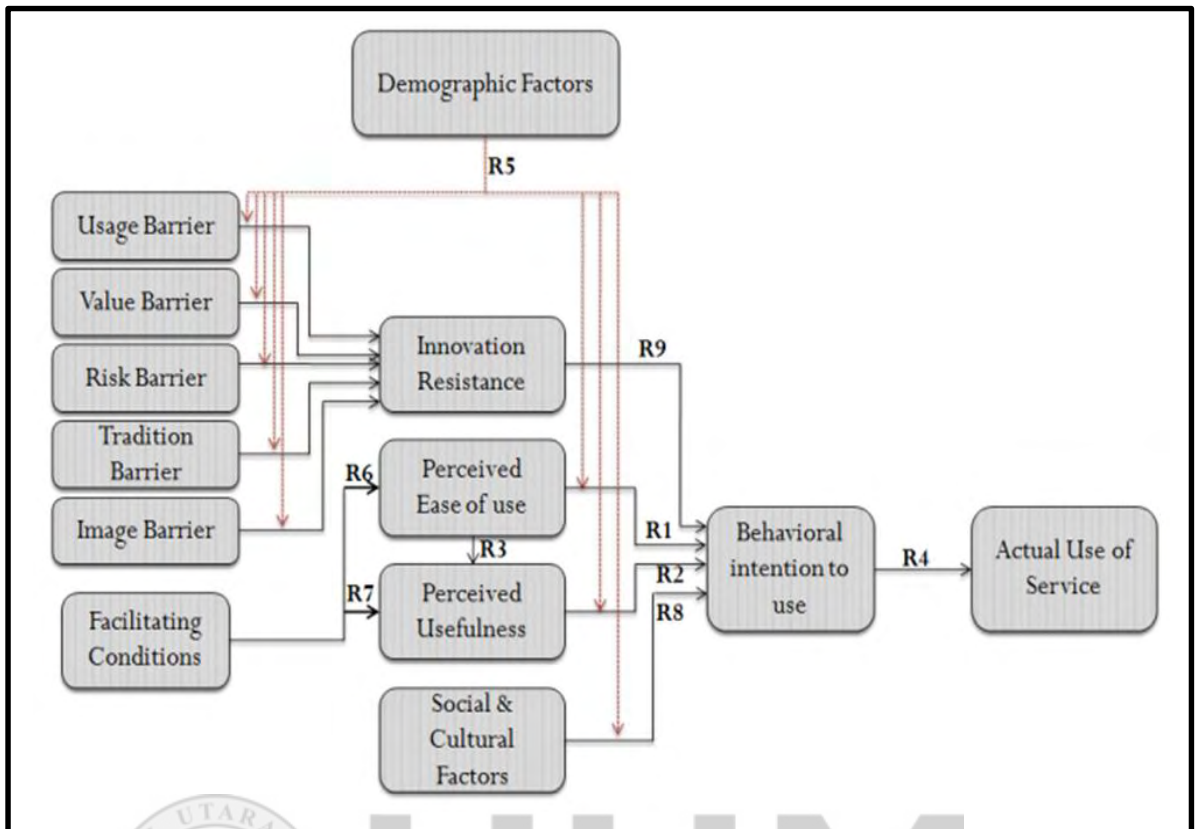 Demographic Factors
R5
Usage Barrier
Value Barrier
Risk Barrier
Tradition
Barrier
Image Barrier
Facilitating
Conditions
Innovation
Resistance
R9
R6
Perceived
Ease of use
R1
R3
R7
Perceived
Usefulness
R2
R8
Social &
Cultural
Factors
Behavioral
intention to
use
R4
Actual Use of
Service
UTARA